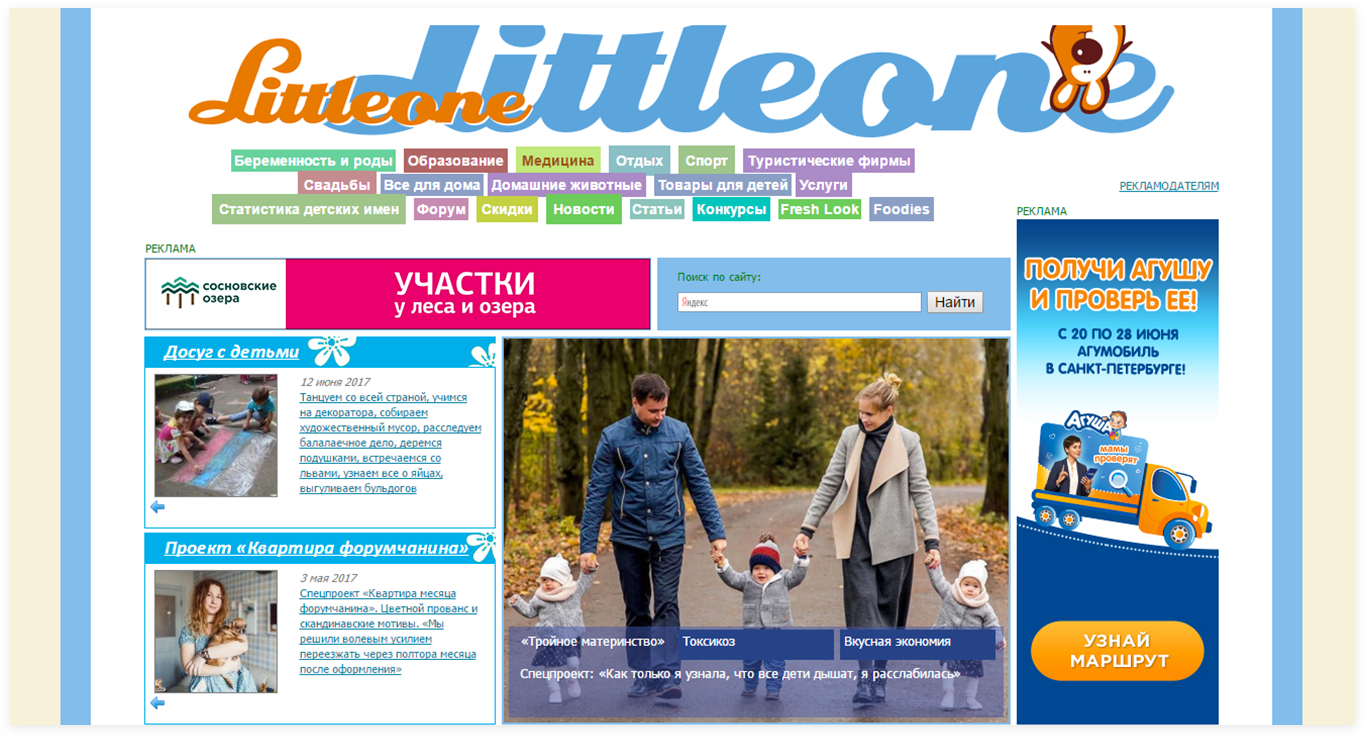 Littleone
Littleone
Беременность и роды Образование Медицина Отдых Спорт Туристические фирмы
Свадьбы Все для дома Домашние животные Товары для детей Услуги
Статистика детских имен Форум Скидки Новости Статьи Конкурсы Fresh Look Foodies
РЕКЛАМОДАТЕЛЯМ
РЕКЛАМА
РЕКЛАМА
сосновские
озера
УЧАСТКИ
у леса и озера
Поиск по сайту:
Яндекс
Найти
Досуг с детьми
12 июня 2017
Танцуем со всей страной, учимся
на декоратора, собираем
художественный мусор, расследуем
балалаечное дело, деремся
подушками, встречаемся со
львами, узнаем все о яйцах,
выгуливаем бульдогов
Проект «Квартира форумчанина»
3 мая 2017
Спецпроект «Квартира месяца
форумчанина». Цветной прованс и
скандинавские мотивы. «Мы
решили волевым усилием
переезжать через полтора месяца
после оформления»
«Тройное материнство» Токсикоз Вкусная экономия
Спецпроект: «Как только я узнала, что все дети дышат, я расслабилась»
ПОЛУЧИ АГУШУ
И ПРОВЕРЬ ЕЕ!
С 20 ПО 28 ИЮНЯ
АГУМОБИЛЬ
В САНКТ-ПЕТЕРБУРГЕ!
Агуша
мамы
проверят
УЗНАЙ
МАРШРУТ